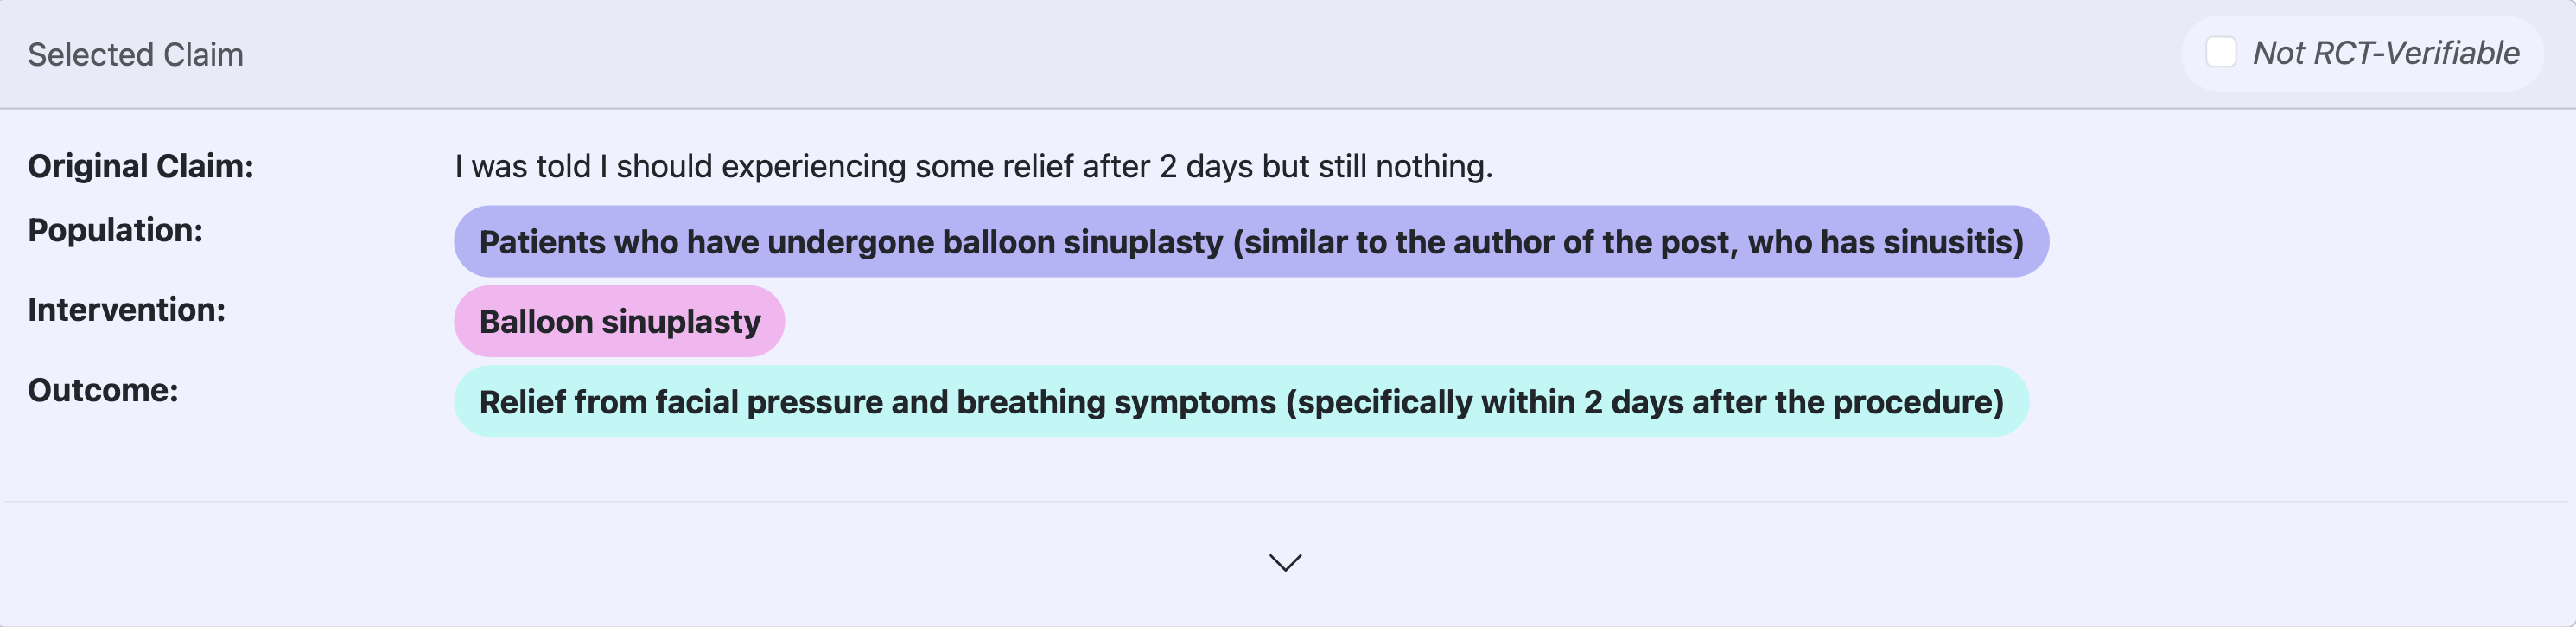 Selected Claim
Not RCT-Verifiable
Original Claim: I was told I should experiencing some relief after 2 days but still nothing.
Population: Patients who have undergone balloon sinuplasty (similar to the author of the post, who has sinusitis)
Intervention: Balloon sinuplasty
Outcome: Relief from facial pressure and breathing symptoms (specifically within 2 days after the procedure)